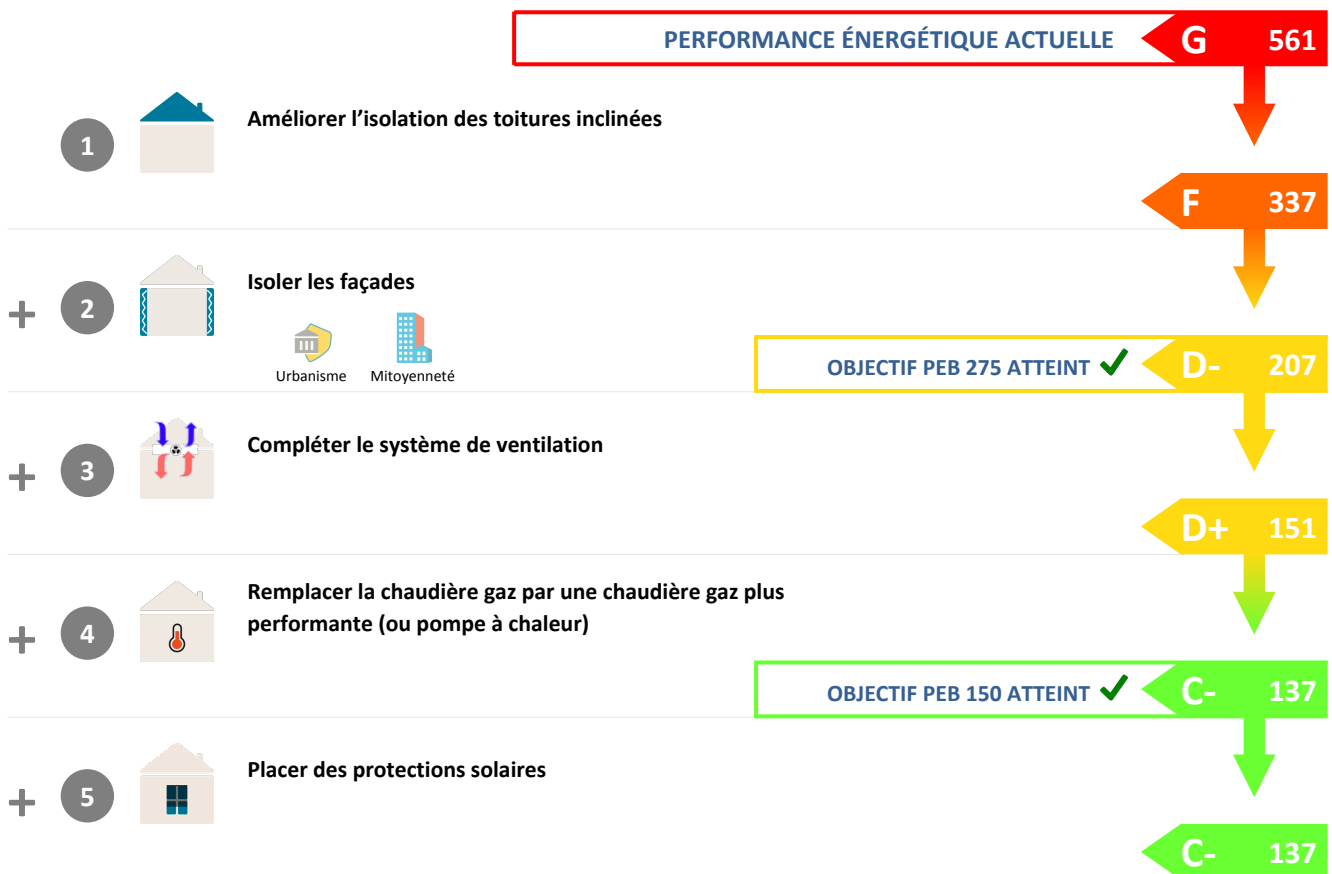 PERFORMANCE ÉNERGÉTIQUE ACTUELLE G 561
1 Améliorer l'isolation des toitures inclinées
F 337
+ 2 Isoler les façades
Urbanisme Mitoyenneté
OBJECTIF PEB 275 ATTEINT ✓ D- 207
+ 3 Compléter le système de ventilation
D+ 151
+ 4 Remplacer la chaudière gaz par une chaudière gaz plus
performante (ou pompe à chaleur)
OBJECTIF PEB 150 ATTEINT ✓ C- 137
+ 5 Placer des protections solaires
C- 137